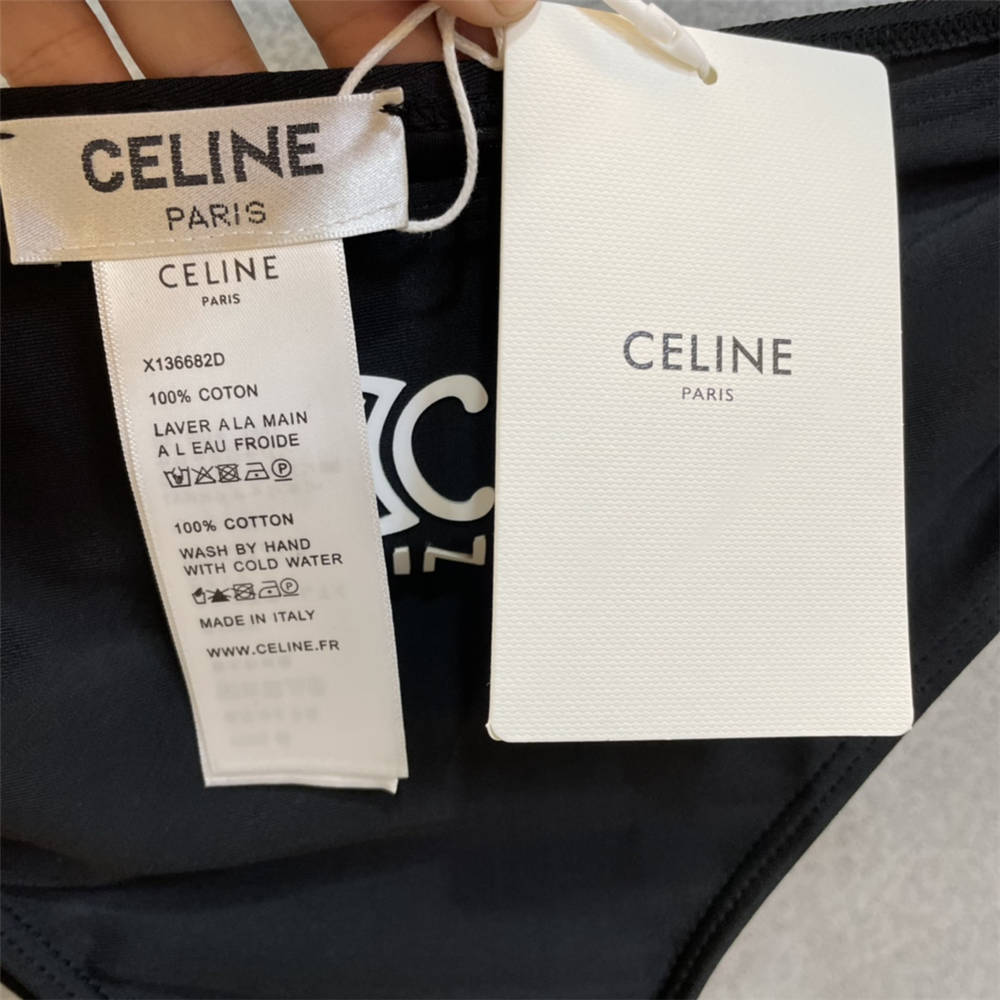 CELINE
PARIS
CELINE
PARIS
X136682D
100% COTON
LAVER A LA MAIN
A L EAU FROIDE
P
100% COTTON
WASH BY HAND
WITH COLD WATER
P
MADE IN ITALY
WWW.CELINE.FR
CELINE
PARIS